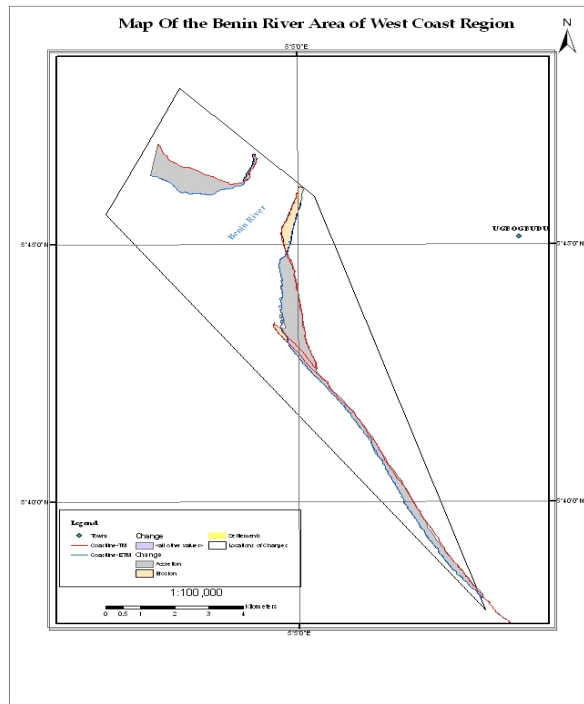 Map Of the Benin River Area of West Coast Region
N
5°5'0"E
Benin River
UGBOGBUDU
5°45'0"N
5°45'0"N
5°40'0"N
5°40'0"N
Legend
Towns
Coastline-TM
Coastline-ETM
Change
<all other values>
Change
Accretion
Erosion
Settlements
Locations of Changes
1:100,000
0 0.5 1 2 3 4
Kilometers
5°5'0"E